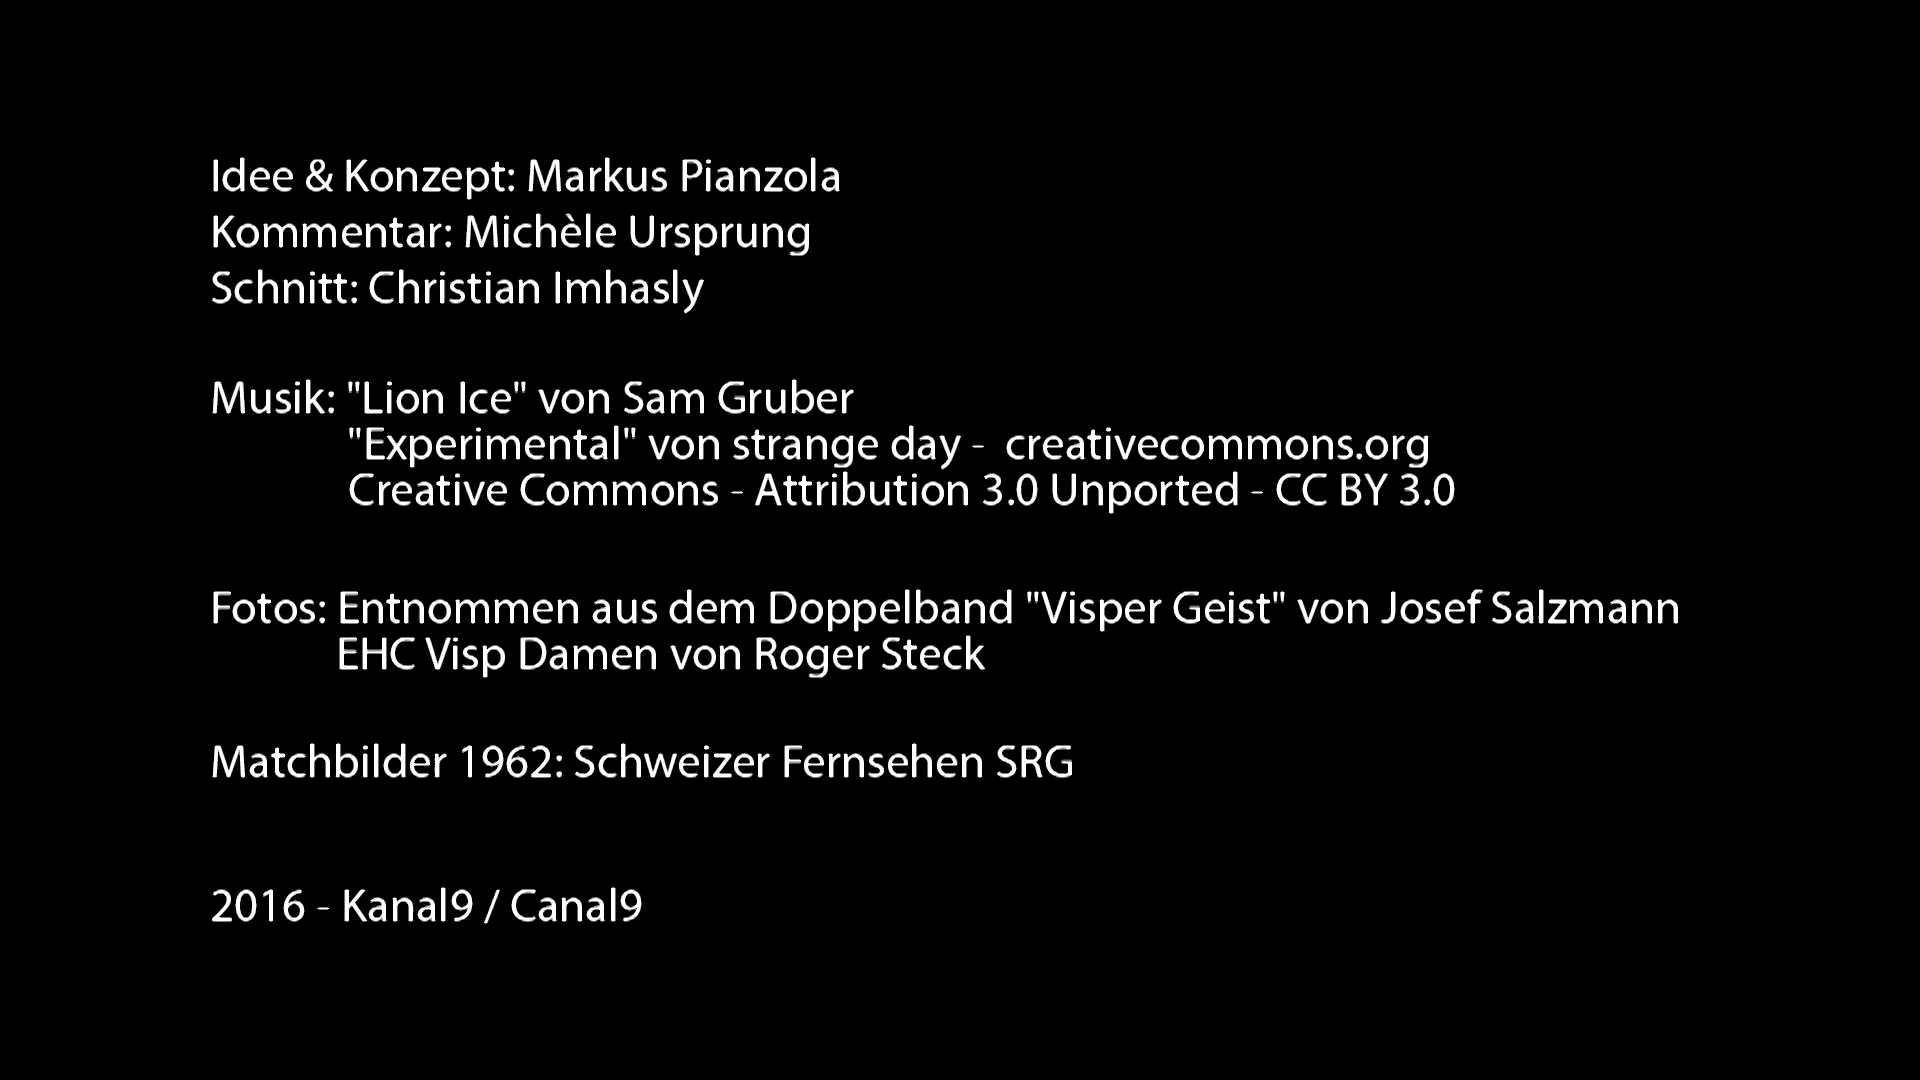 Idee & Konzept: Markus Pianzola
Kommentar: Michèle Ursprung
Schnitt: Christian Imhasly
Musik: "Lion Ice" von Sam Gruber
"Experimental" von strange day -  creativecommons.org
Creative Commons - Attribution 3.0 Unported - CC BY 3.0
Fotos: Entnommen aus dem Doppelband "Visper Geist" von Josef Salzmann
EHC Visp Damen von Roger Steck
Matchbilder 1962: Schweizer Fernsehen SRG
2016 - Kanal9 / Canal9